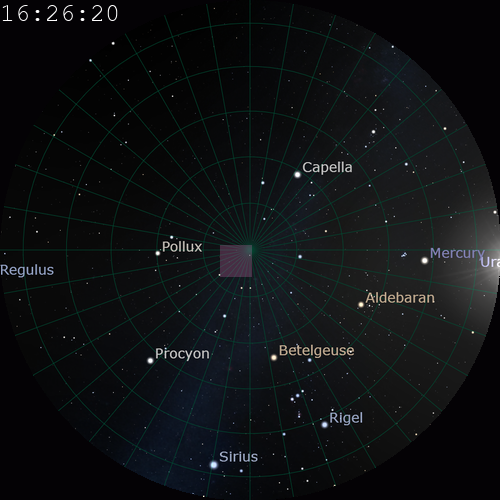 16:26:20
Capella
Pollux
Mercury
Ura
Regulus
Aldebaran
Procyon
Betelgeuse
Rigel
Sirius